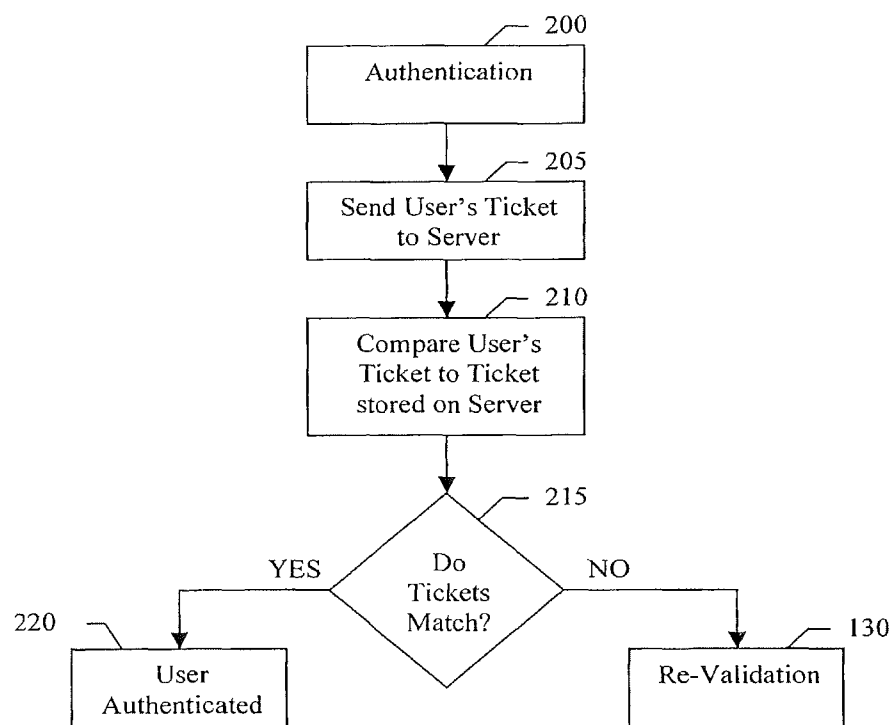 200
Authentication
205
Send User's Ticket
to Server
210
Compare User's
Ticket to Ticket
stored on Server
215
Do
Tickets
Match?
YES
NO
220
User
Authenticated
130
Re-Validation